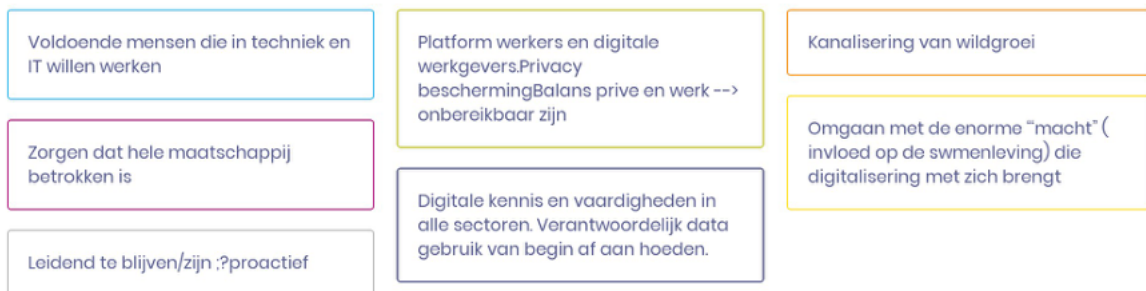 Voldoende mensen die in techniek en
IT willen werken
Zorgen dat hele maatschappij
betrokken is
Leidend te blijven/zijn ;?proactief
Platform werkers en digitale
werkgevers.Privacy
beschermingBalans prive en werk -->
onbereikbaar zijn
Digitale kennis en vaardigheden in
alle sectoren. Verantwoordelijk data
gebruik van begin af aan hoeden.
Kanalisering van wildgroei
Omgaan met de enorme "“macht” (
invloed op de swmenleving) die
digitalisering met zich brengt